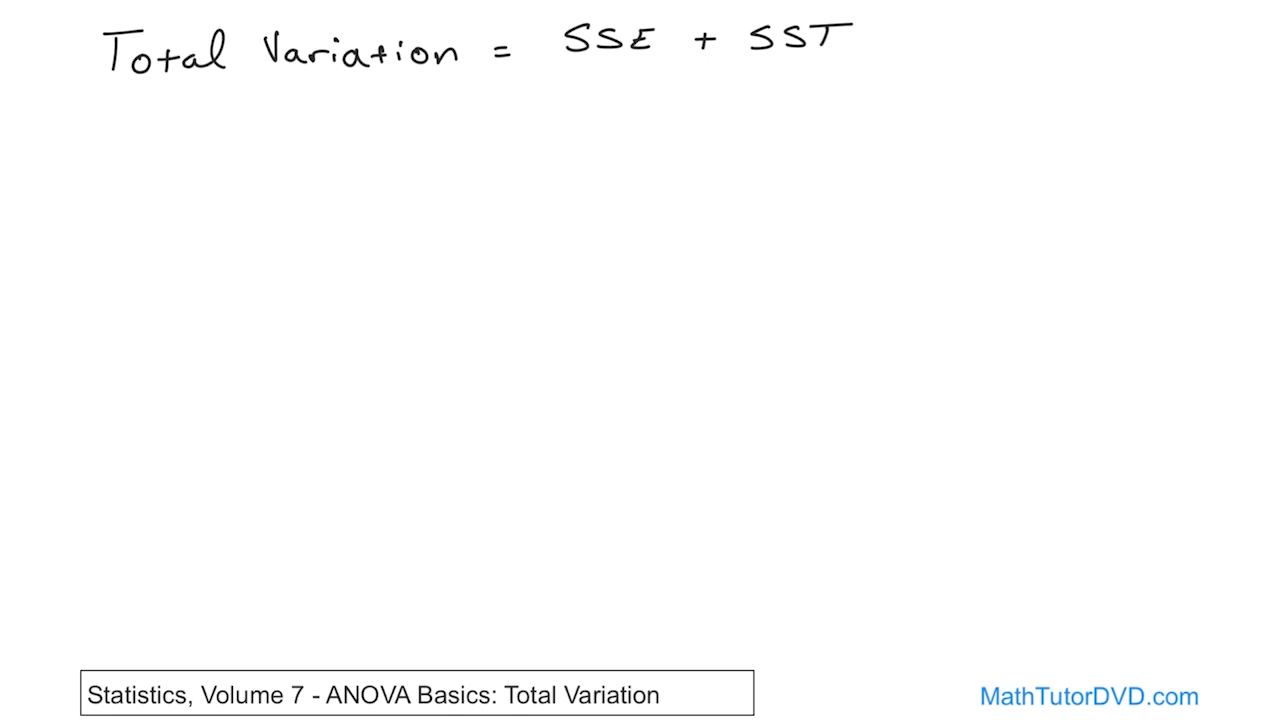 Total Variation = SSE + SST
Statistics, Volume 7 - ANOVA Basics: Total Variation
MathTutorDVD.com